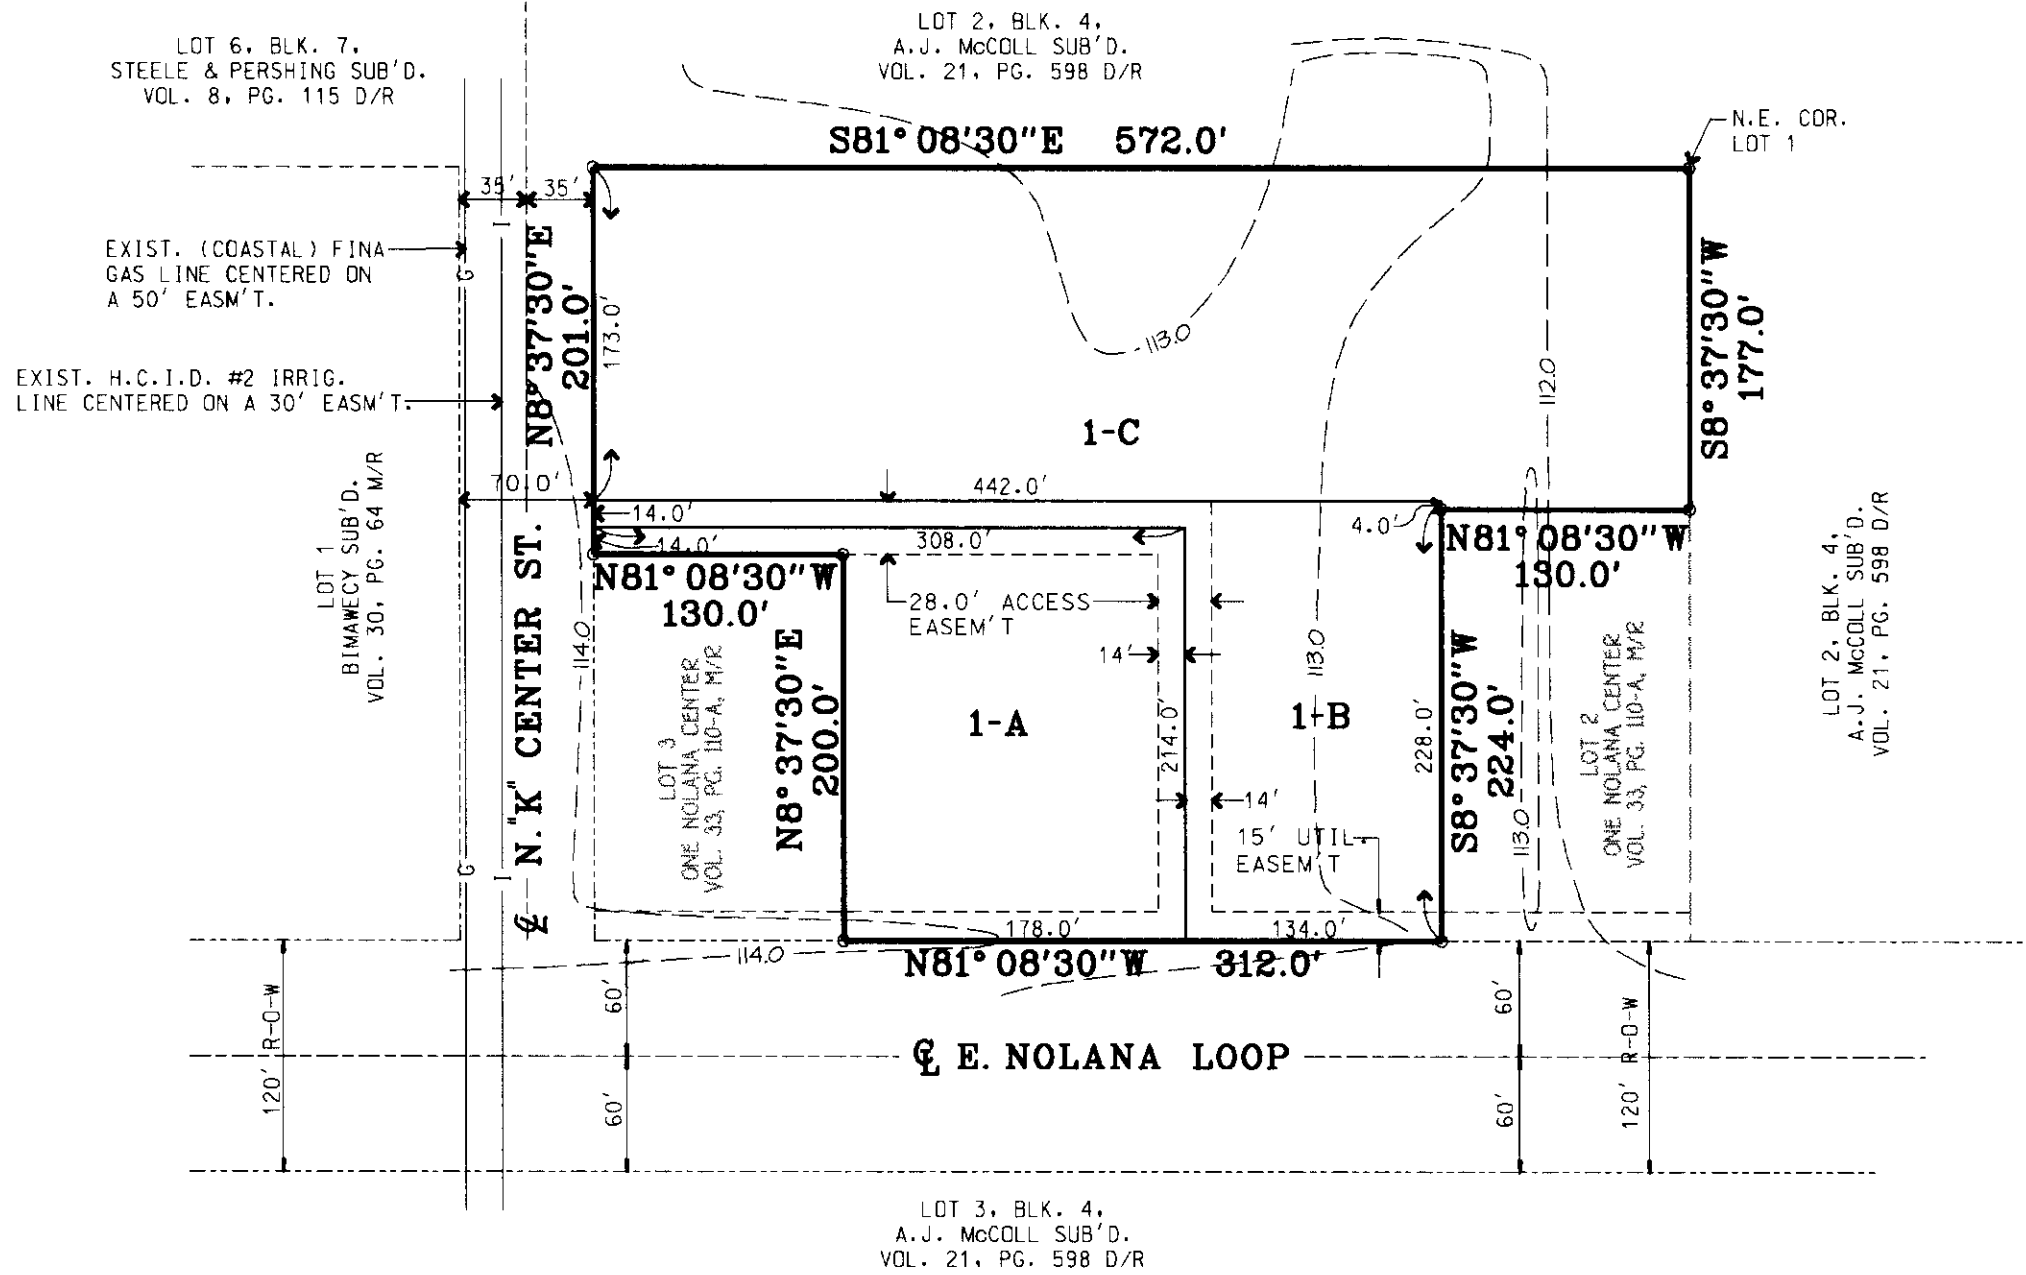 LOT 6, BLK. 7,
STEELE & PERSHING SUB'D.
VOL. 8, PG. 115 D/R
LOT 2, BLK. 4,
A.J. McCOLL SUB'D.
VOL. 21, PG. 598 D/R
N.E. COR.
LOT 1
S81° 08'30"E 572.0'
35'
35'
EXIST. (COASTAL) FINA
GAS LINE CENTERED ON
A 50' EASM'T.
EXIST. H.C.I.D. #2 IRRIG.
LINE CENTERED ON A 30' EASM'T.
G
I
N8° 37'30"E
201.0'
173.0'
113.0
112.0
S8° 37'30"W
177.0'
1-C
70.0'
442.0'
14.0'
14.0'
308.0'
4.0'
N81° 08'30"W
130.0'
N81° 08'30"W
130.0'
28.0' ACCESS
EASEM'T
14'
LOT 1
BIMAWECY SUB'D.
VOL. 30, PG. 64 M/R
℄ N. "K" CENTER ST.
114.0
LOT 3
ONE NOLANA CENTER
VOL. 33, PG. 110-A, M/R
N8° 37'30"E
200.0'
1-A
214.0'
1-B
113.0
228.0'
S8° 37'30"W
224.0'
113.0
LOT 2
ONE NOLANA CENTER
VOL. 33, PG. 110-A, M/R
LOT 2, BLK. 4,
A.J. McCOLL SUB'D.
VOL. 21, PG. 598 D/R
14'
15' UTIL.
EASEM'T
G
I
178.0'
134.0'
114.0
N81° 08'30"W 312.0'
120' R-O-W
60'
60'
℄ E. NOLANA LOOP
60'
60'
120' R-O-W
LOT 3, BLK. 4,
A.J. McCOLL SUB'D.
VOL. 21, PG. 598 D/R